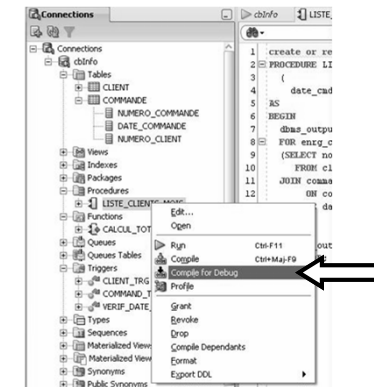 Connections
cbInfo
LISTE_
Connections
cbInfo
Tables
CLIENT
COMMANDE
NUMERO_COMMANDE
DATE_COMMANDE
NUMERO_CLIENT
Views
Indexes
Packages
Procedures
LISTE_CLIENTS_MOIS
Functions
CALCUL_TOT
Queues
Queues Tables
Triggers
CLIENT_TRG
COMMAND_T
VERIF_DATE_
Types
Sequences
Materialized View
Materialized View
Synonyms
Public Synonyms
1 create or re
2 PROCEDURE LI
3 (
4 date_cmd
5 AS
6 BEGIN
7 dbms_outpu
8 FOR enrg_c
9 (SELECT no
10 FROM cl
11 JOIN comma
12 ON co
da
out
Edit...
Open
Run Ctrl-F11
Compile Ctrl+Maj-F9
Compile for Debug
Profile
Grant
Revoke
Drop
Compile Dependants
Format
Export DDL